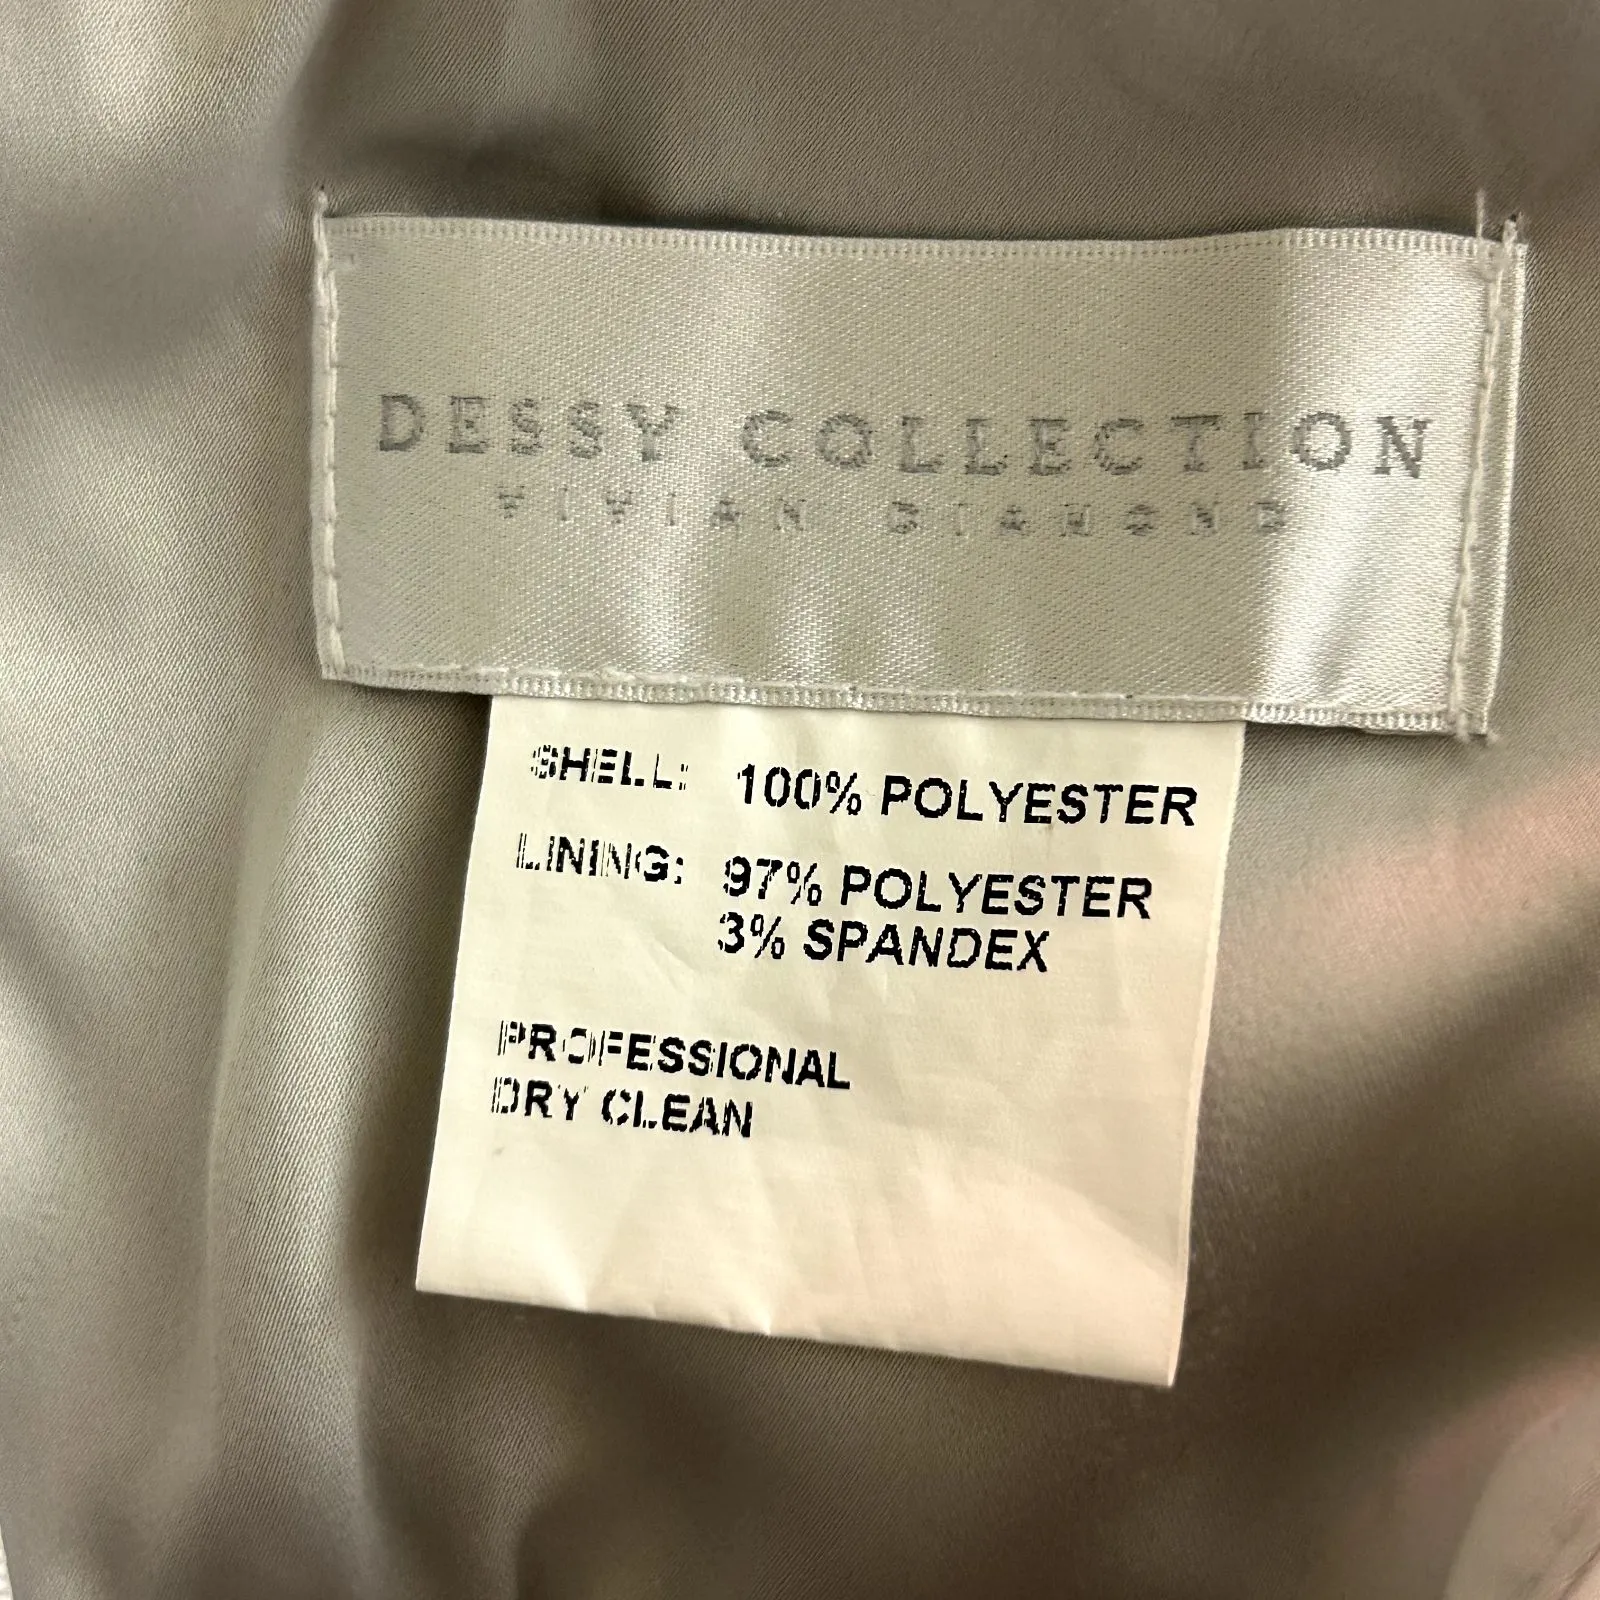 DESSY COLLECTION
VIVIAN DIAMOND
SHELL: 100% POLYESTER
LINING: 97% POLYESTER
3% SPANDEX
PROFESSIONAL
DRY CLEAN